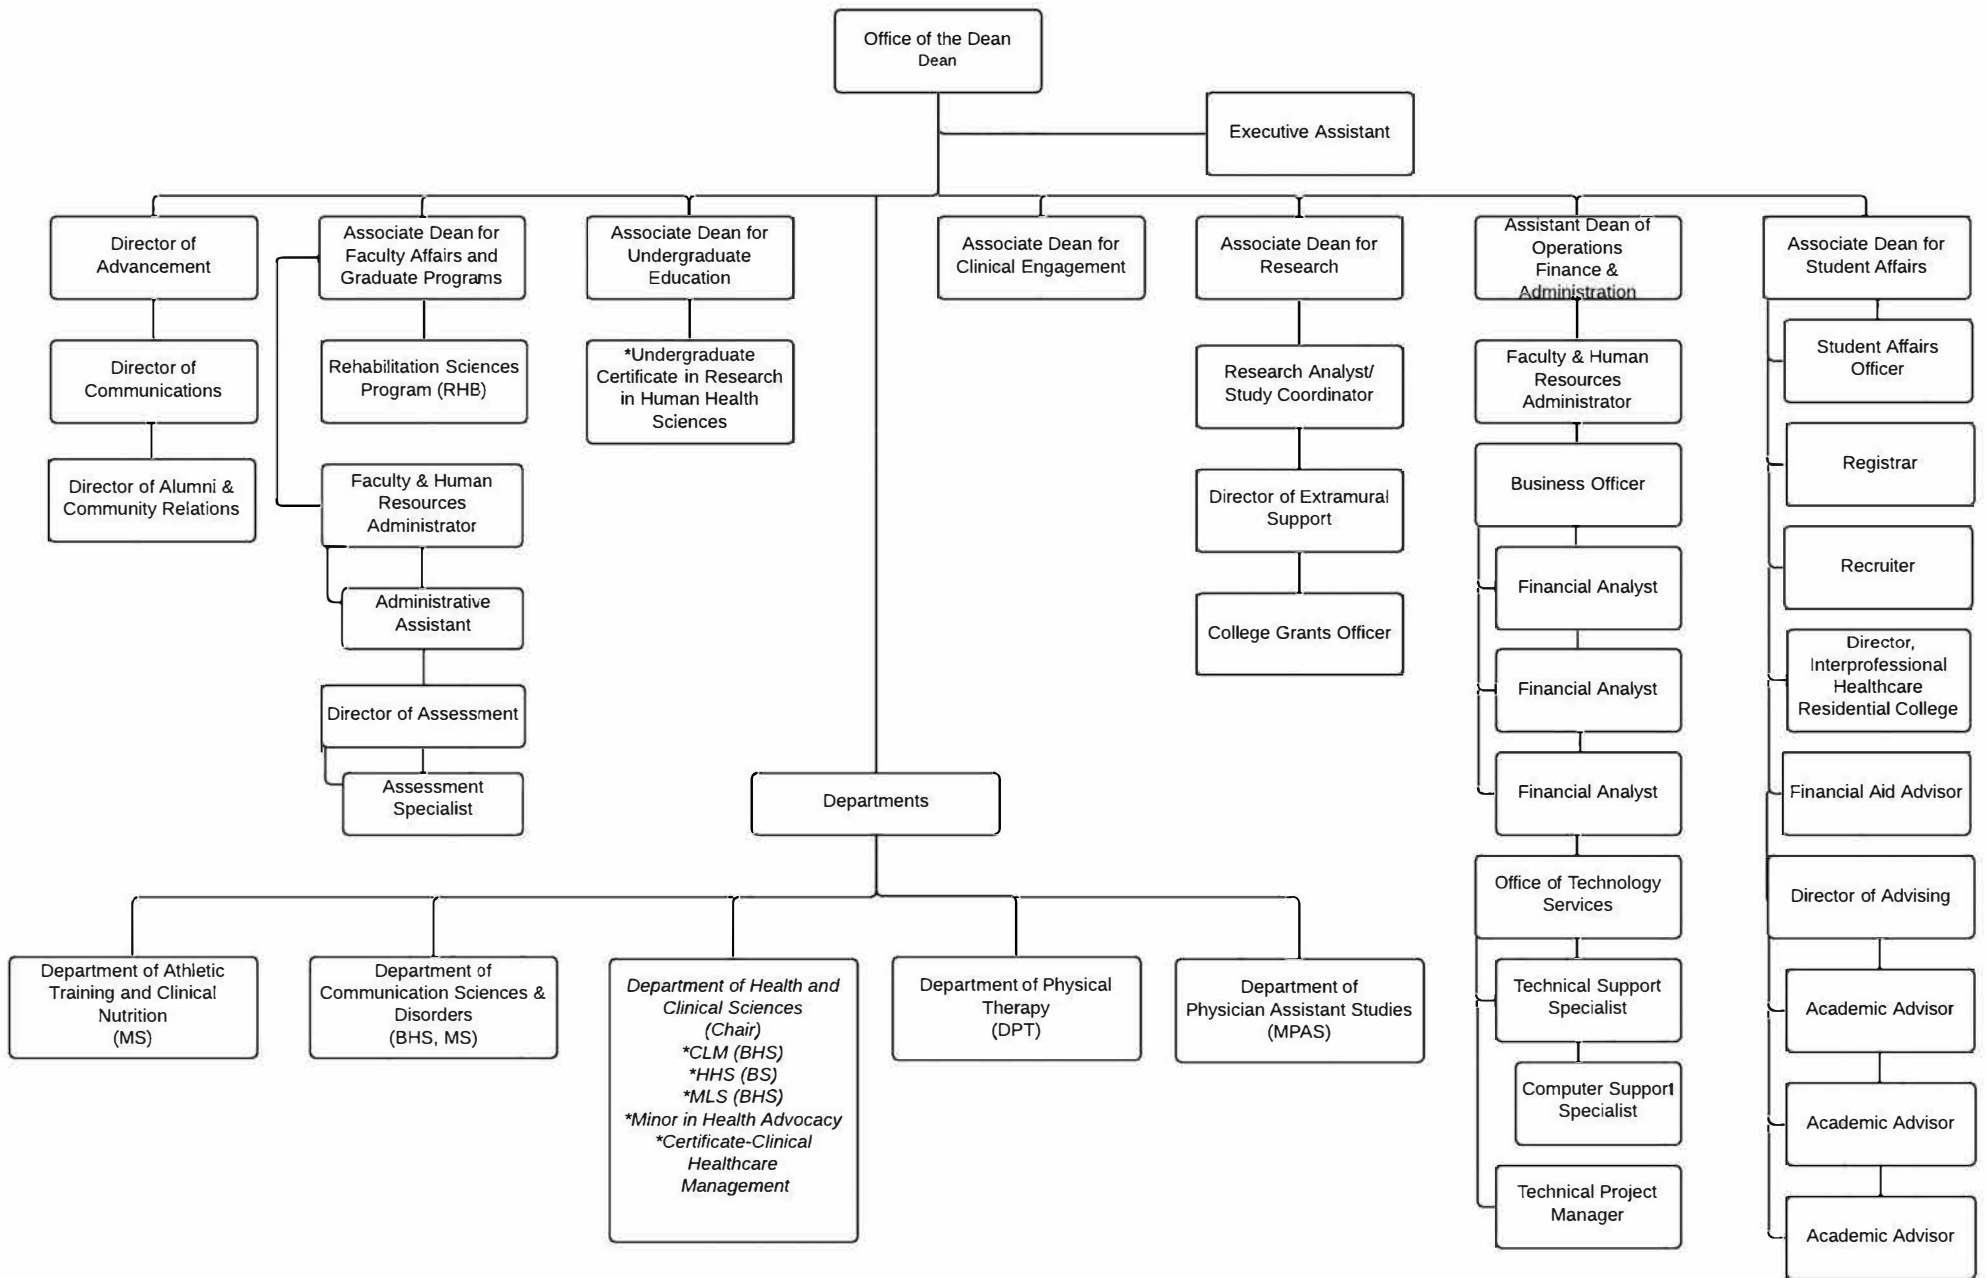 Office of the Dean
Dean
Executive Assistant
Director of
Advancement
Associate Dean for
Faculty Affairs and
Graduate Programs
Associate Dean for
Undergraduate
Education
Associate Dean for
Clinical Engagement
Associate Dean for
Research
Assistant Dean of
Operations
Finance &
Administration
Associate Dean for
Student Affairs
Director of
Communications
Director of Alumni &
Community Relations
Rehabilitation Sciences
Program (RHB)
Faculty & Human
Resources
Administrator
Administrative
Assistant
Director of Assessment
Assessment
Specialist
*Undergraduate
Certificate in Research
in Human Health
Sciences
Research Analyst/
Study Coordinator
Director of Extramural
Support
College Grants Officer
Faculty & Human
Resources
Administrator
Business Officer
Financial Analyst
Financial Analyst
Financial Analyst
Office of Technology
Services
Technical Support
Specialist
Computer Support
Specialist
Technical Project
Manager
Student Affairs
Officer
Registrar
Recruiter
Director,
Interprofessional
Healthcare
Residential College
Financial Aid Advisor
Director of Advising
Academic Advisor
Academic Advisor
Academic Advisor
Departments
Department of Athletic
Training and Clinical
Nutrition
(MS)
Department of
Communication Sciences &
Disorders
(BHS, MS)
Department of Health and
Clinical Sciences
(Chair)
*CLM (BHS)
*HHS (BS)
*MLS (BHS)
*Minor in Health Advocacy
*Certificate-Clinical
Healthcare
Management
Department of Physical
Therapy
(DPT)
Department of
Physician Assistant Studies
(MPAS)